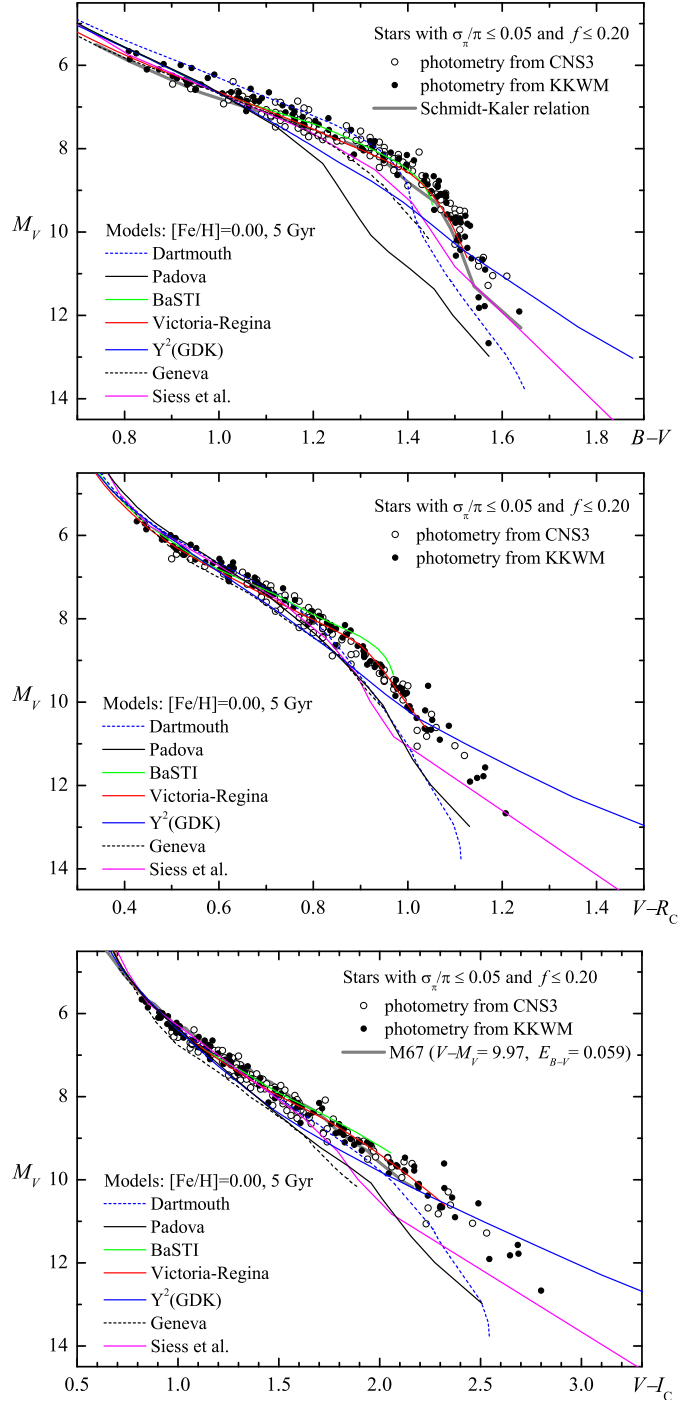 Stars with σπ/π ≤ 0.05 and f ≤ 0.20
photometry from CNS3
photometry from KKWM
Schmidt-Kaler relation
6
8
M_V
10
12
14
Models: [Fe/H]=0.00, 5 Gyr
Dartmouth
Padova
BaSTI
Victoria-Regina
Y²(GDK)
Geneva
Siess et al.
0.8 1.0 1.2 1.4 1.6 1.8 B–V
Stars with σπ/π ≤ 0.05 and f ≤ 0.20
photometry from CNS3
photometry from KKWM
6
8
M_V
10
12
14
Models: [Fe/H]=0.00, 5 Gyr
Dartmouth
Padova
BaSTI
Victoria-Regina
Y²(GDK)
Geneva
Siess et al.
0.4 0.6 0.8 1.0 1.2 1.4 V–R_C
Stars with σπ/π ≤ 0.05 and f ≤ 0.20
photometry from CNS3
photometry from KKWM
M67 (V–M_V= 9.97, E_B–V= 0.059)
6
8
M_V
10
12
14
Models: [Fe/H]=0.00, 5 Gyr
Dartmouth
Padova
BaSTI
Victoria-Regina
Y²(GDK)
Geneva
Siess et al.
0.5 1.0 1.5 2.0 2.5 3.0 V–I_C